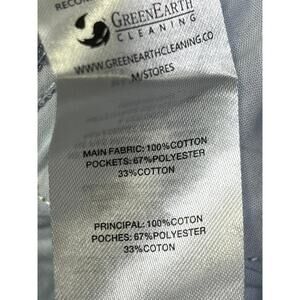 GREENEARTH
CLEANING
WWW.GREENEARTHCLEANING.CO
M/STORES
MAIN FABRIC: 100%COTTON
POCKETS: 67%POLYESTER
33%COTTON
PRINCIPAL: 100%COTON
POCHES: 67%POLYESTER
33%COTON